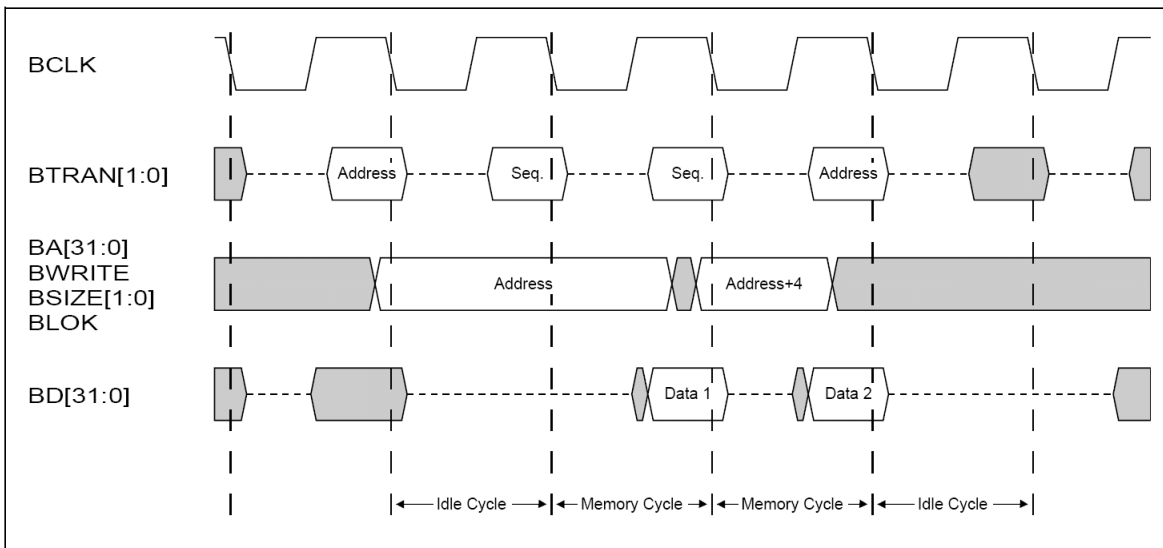 BCLK
BTRAN[1:0]
Address
Seq.
Seq.
Address
BA[31:0]
BWRITE
BSIZE[1:0]
BLOK
Address
Address+4
BD[31:0]
Data 1
Data 2
Idle Cycle
Memory Cycle
Memory Cycle
Idle Cycle